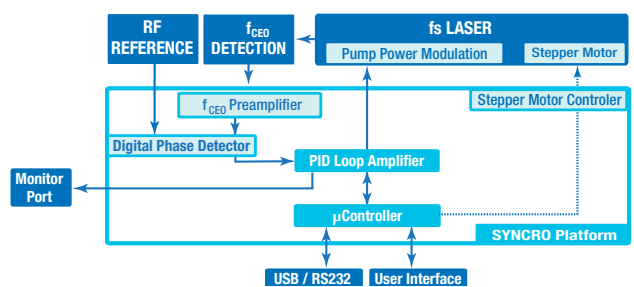 RF
REFERENCE
fCEO
DETECTION
fs LASER
Pump Power Modulation
Stepper Motor
fCEO Preamplifier
Stepper Motor Controler
Digital Phase Detector
PID Loop Amplifier
Monitor
Port
µController
SYNCRO Platform
USB / RS232
User Interface